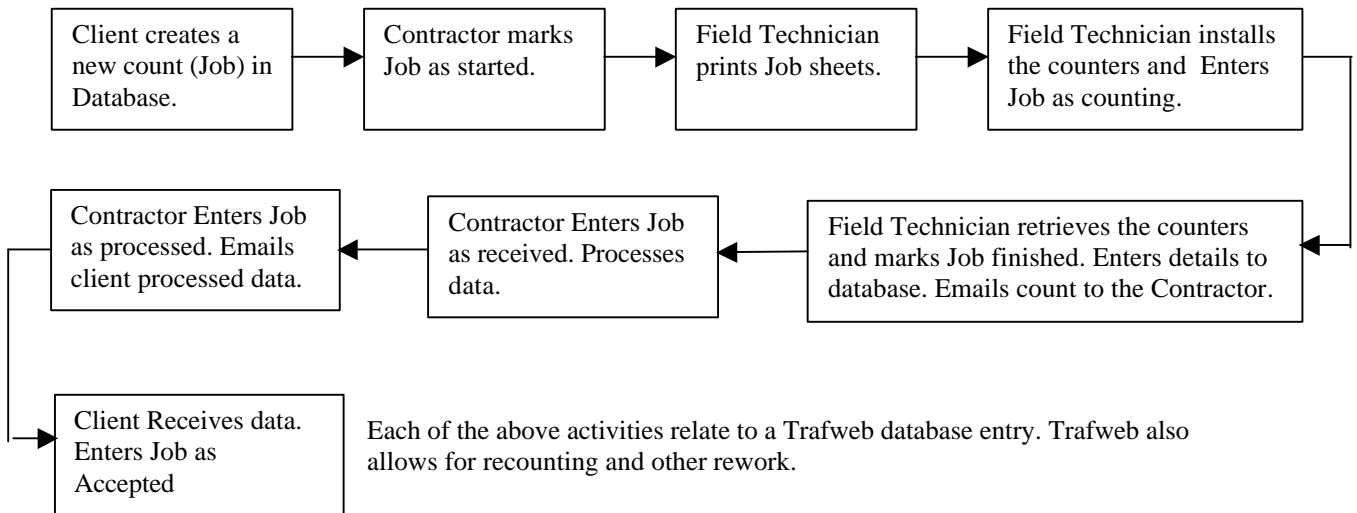 Client creates a
new count (Job) in
Database.
Contractor marks
Job as started.
Field Technician
prints Job sheets.
Field Technician installs
the counters and Enters
Job as counting.
Field Technician retrieves the counters
and marks Job finished. Enters details to
database. Emails count to the Contractor.
Contractor Enters Job
as received. Processes
data.
Contractor Enters Job
as processed. Emails
client processed data.
Client Receives data.
Enters Job as
Accepted
Each of the above activities relate to a Trafweb database entry. Trafweb also
allows for recounting and other rework.